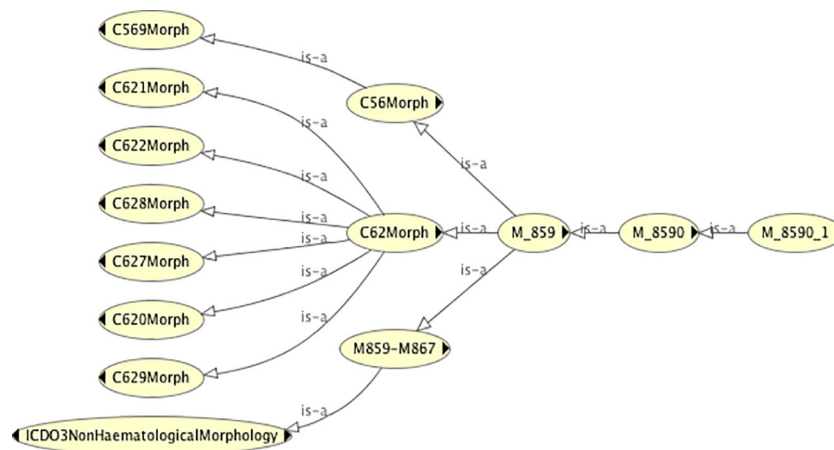 C569Morph
is-a
C621Morph
C56Morph
C622Morph
is-a
is-a
C628Morph
is-a
is-a
C62Morph
is-a
M_859
is-a
M_8590
is-a
M_8590_1
is-a
C627Morph
is-a
is-a
C620Morph
is-a
M859-M867
C629Morph
is-a
ICDO3NonHaematologicalMorphology